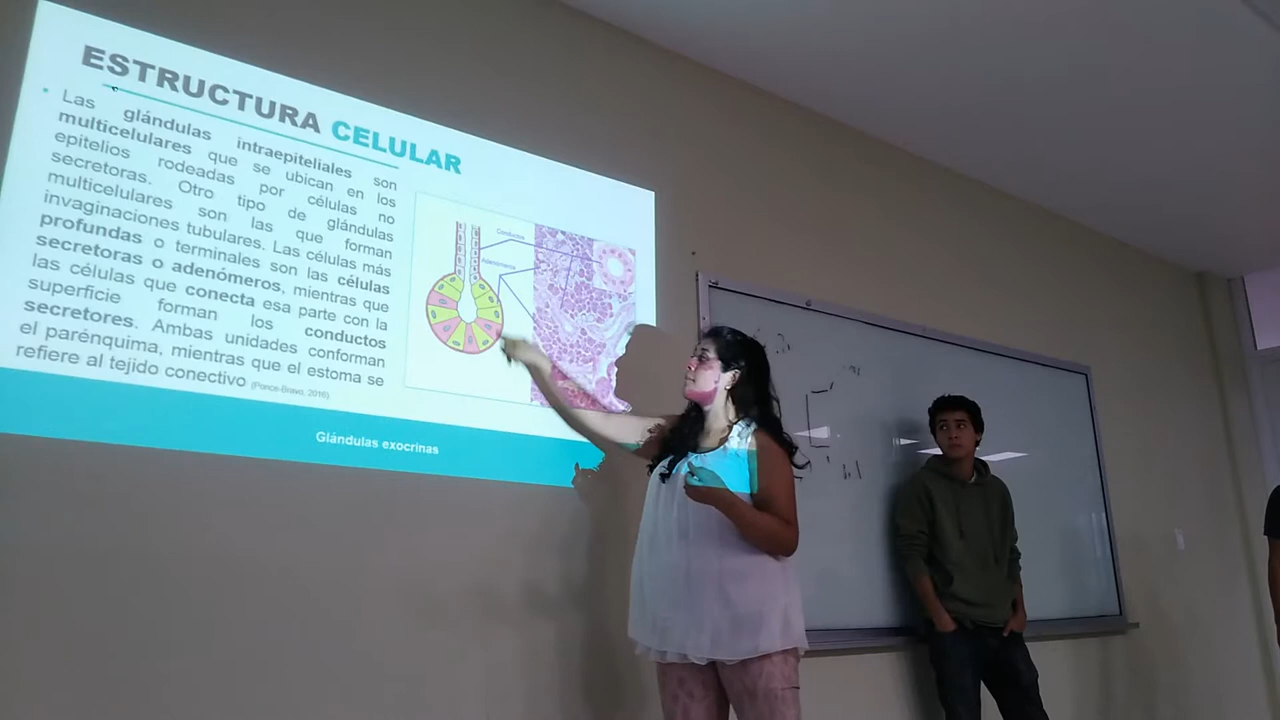 ESTRUCTURA CELULAR
• Las glándulas intraepiteliales son
multicelulares que se ubican en los
epitelios rodeadas por células no
secretoras. Otro tipo de glándulas
multicelulares son las que forman
invaginaciones tubulares. Las células más
profundas o terminales son las células
secretoras o adenómeros, mientras que
las células que conecta esa parte con la
superficie forman los conductos
secretores. Ambas unidades conforman
el parénquima, mientras que el estoma se
refiere al tejido conectivo (Ponce-Bravo, 2016)
Conductos
Adenómeros
Glándulas exocrinas